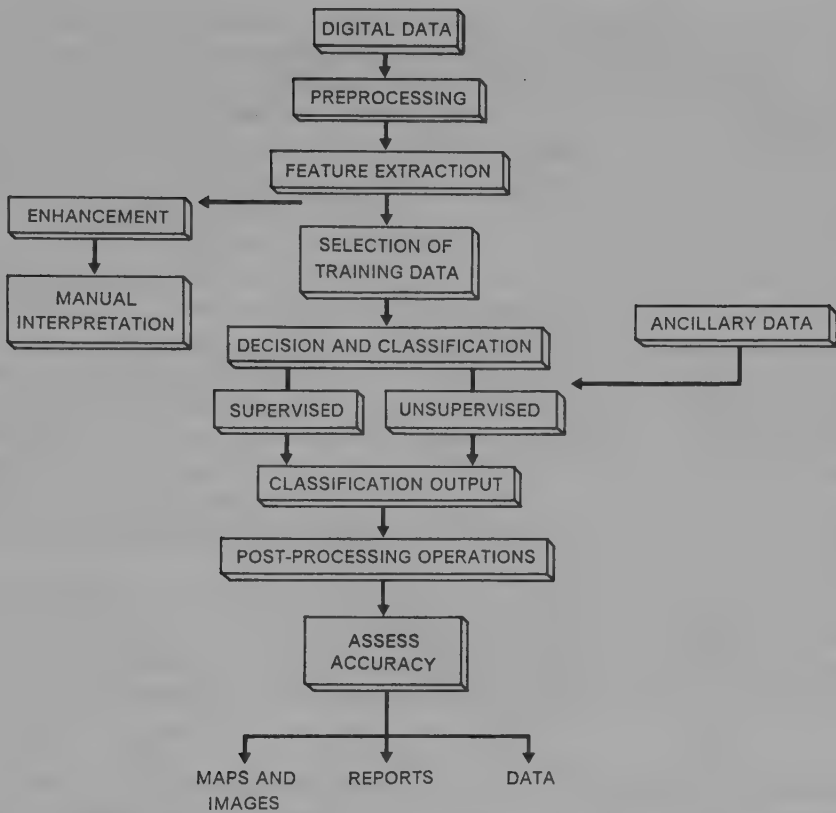 DIGITAL DATA
PREPROCESSING
FEATURE EXTRACTION
ENHANCEMENT
SELECTION OF
TRAINING DATA
MANUAL
INTERPRETATION
DECISION AND CLASSIFICATION
ANCILLARY DATA
SUPERVISED
UNSUPERVISED
CLASSIFICATION OUTPUT
POST-PROCESSING OPERATIONS
ASSESS
ACCURACY
MAPS AND
IMAGES
REPORTS
DATA